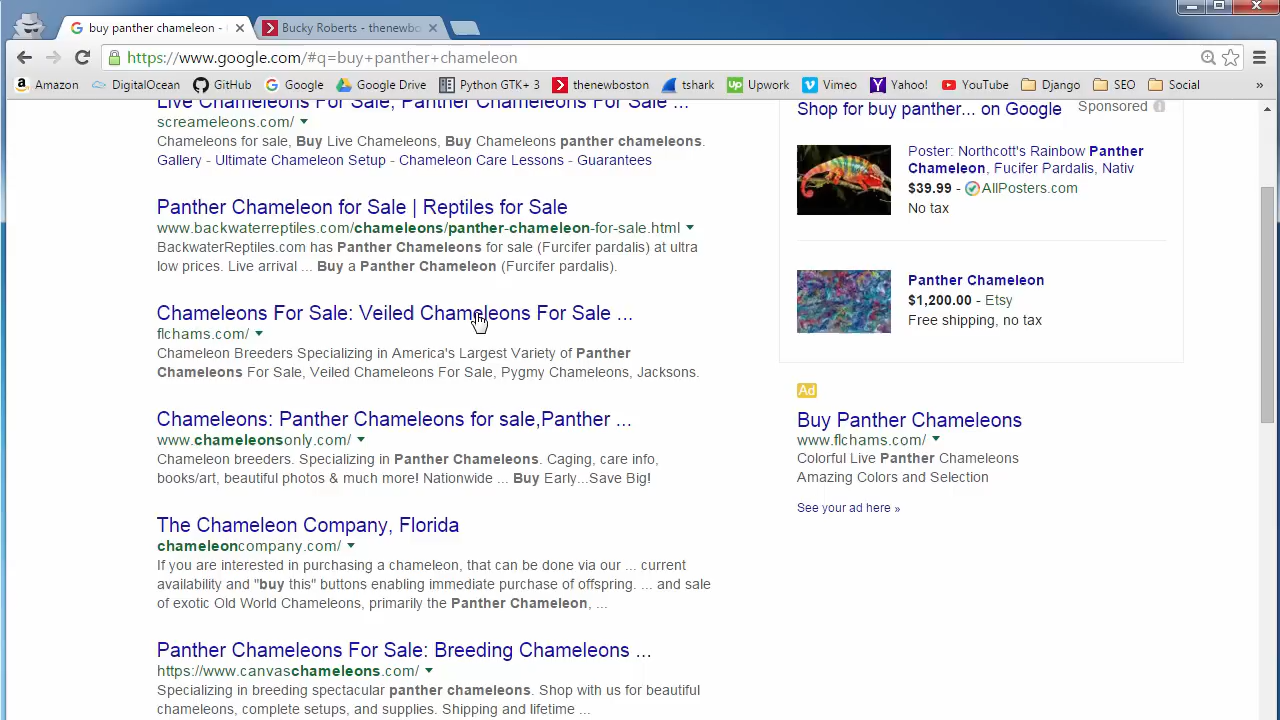 buy panther chameleon -
Bucky Roberts - thenewbo
https://www.google.com/#q=buy+panther+chameleon
Amazon DigitalOcean GitHub Google Google Drive Python GTK+ 3 thenewboston tshark Up Upwork Vimeo Yahoo! YouTube Django SEO Social »
Live Chameleons For Sale, Panther Chameleons For Sale ...
screameleons.com/
Chameleons for sale, Buy Live Chameleons, Buy Chameleons panther chameleons.
Gallery - Ultimate Chameleon Setup - Chameleon Care Lessons - Guarantees
Panther Chameleon for Sale | Reptiles for Sale
www.backwaterreptiles.com/chameleons/panther-chameleon-for-sale.html
BackwaterReptiles.com has Panther Chameleons for sale (Furcifer pardalis) at ultra
low prices. Live arrival ... Buy a Panther Chameleon (Furcifer pardalis).
Chameleons For Sale: Veiled Chameleons For Sale ...
flchams.com/
Chameleon Breeders Specializing in America's Largest Variety of Panther
Chameleons For Sale, Veiled Chameleons For Sale, Pygmy Chameleons, Jacksons.
Chameleons: Panther Chameleons for sale,Panther ...
www.chameleonsonly.com/
Chameleon breeders. Specializing in Panther Chameleons. Caging, care info,
books/art, beautiful photos & much more! Nationwide ... Buy Early...Save Big!
The Chameleon Company, Florida
chameleoncompany.com/
If you are interested in purchasing a chameleon, that can be done via our ... current
availability and "buy this" buttons enabling immediate purchase of offspring. ... and sale
of exotic Old World Chameleons, primarily the Panther Chameleon, ...
Panther Chameleons For Sale: Breeding Chameleons ...
https://www.canvaschameleons.com/
Specializing in breeding spectacular panther chameleons. Shop with us for beautiful
chameleons, complete setups, and supplies. Shipping and lifetime ...
Shop for buy panther... on Google Sponsored
Poster: Northcott's Rainbow Panther
Chameleon, Fucifer Pardalis, Nativ
$39.99 - AllPosters.com
No tax
Panther Chameleon
$1,200.00 - Etsy
Free shipping, no tax
Ad
Buy Panther Chameleons
www.flchams.com/
Colorful Live Panther Chameleons
Amazing Colors and Selection
See your ad here »